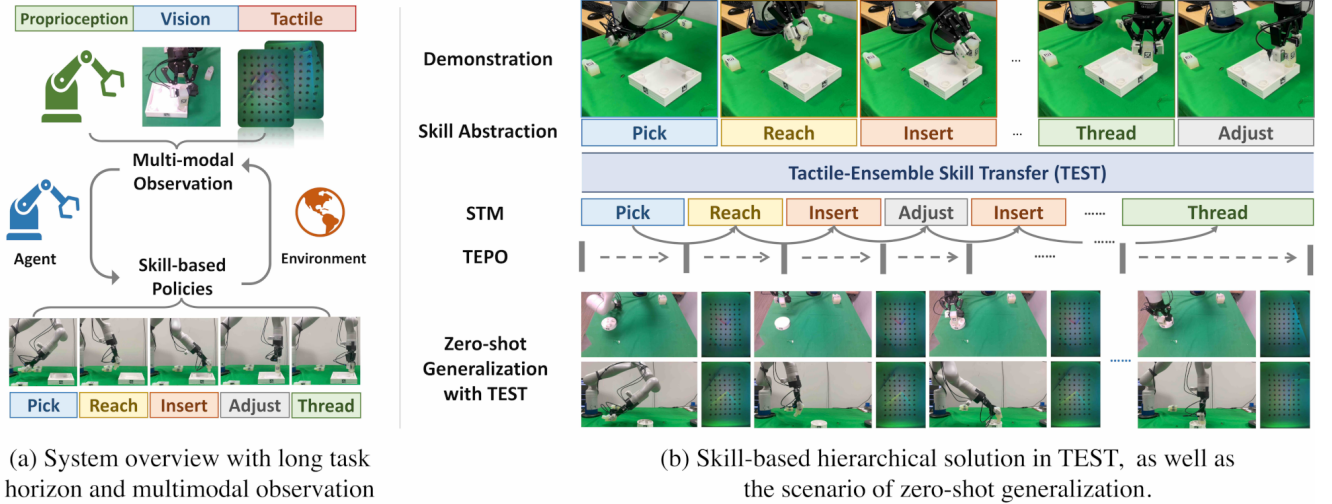 Proprioception Vision Tactile
Multi-modal
Observation
Agent
Environment
Skill-based
Policies
Pick Reach Insert Adjust Thread
(a) System overview with long task
horizon and multimodal observation
Demonstration
...
Skill Abstraction
Pick Reach Insert ... Thread Adjust
Tactile-Ensemble Skill Transfer (TEST)
STM
Pick Reach Insert Adjust Insert ...... Thread
......
TEPO
......
Zero-shot
Generalization
with TEST
......
(b) Skill-based hierarchical solution in TEST, as well as
the scenario of zero-shot generalization.